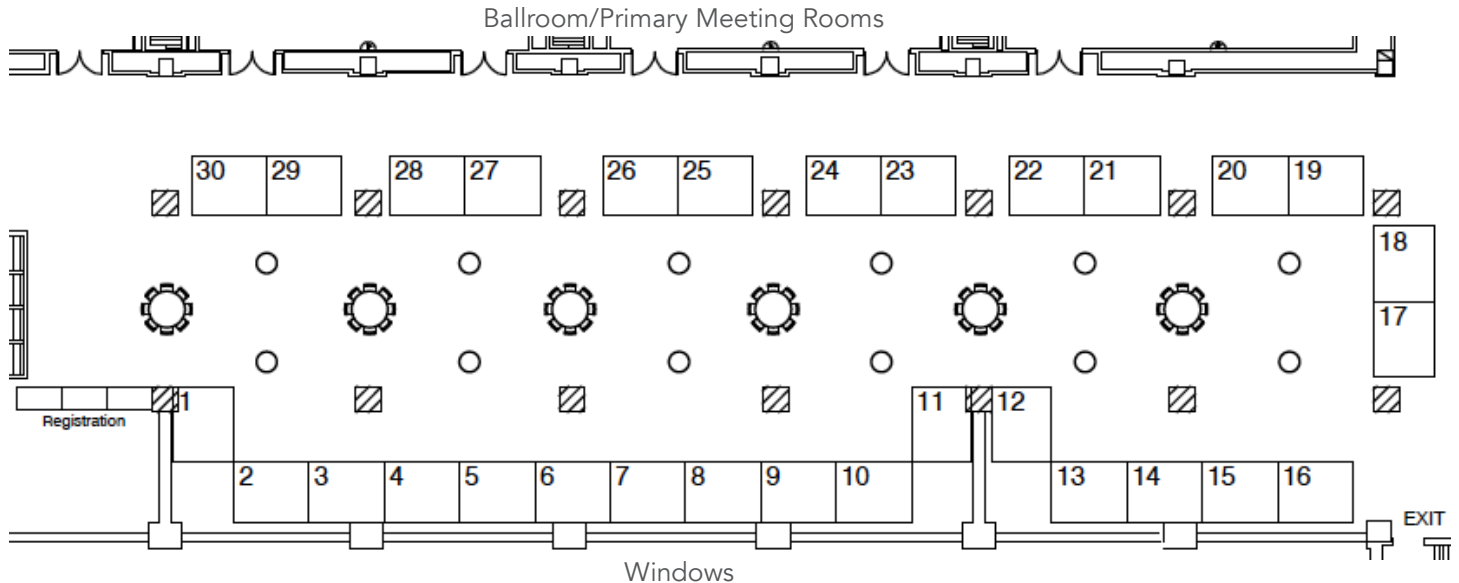 Ballroom/Primary Meeting Rooms
30 29 28 27 26 25 24 23 22 21 20 19
18
17
1 11 12
Registration
2 3 4 5 6 7 8 9 10 13 14 15 16
EXIT
Windows